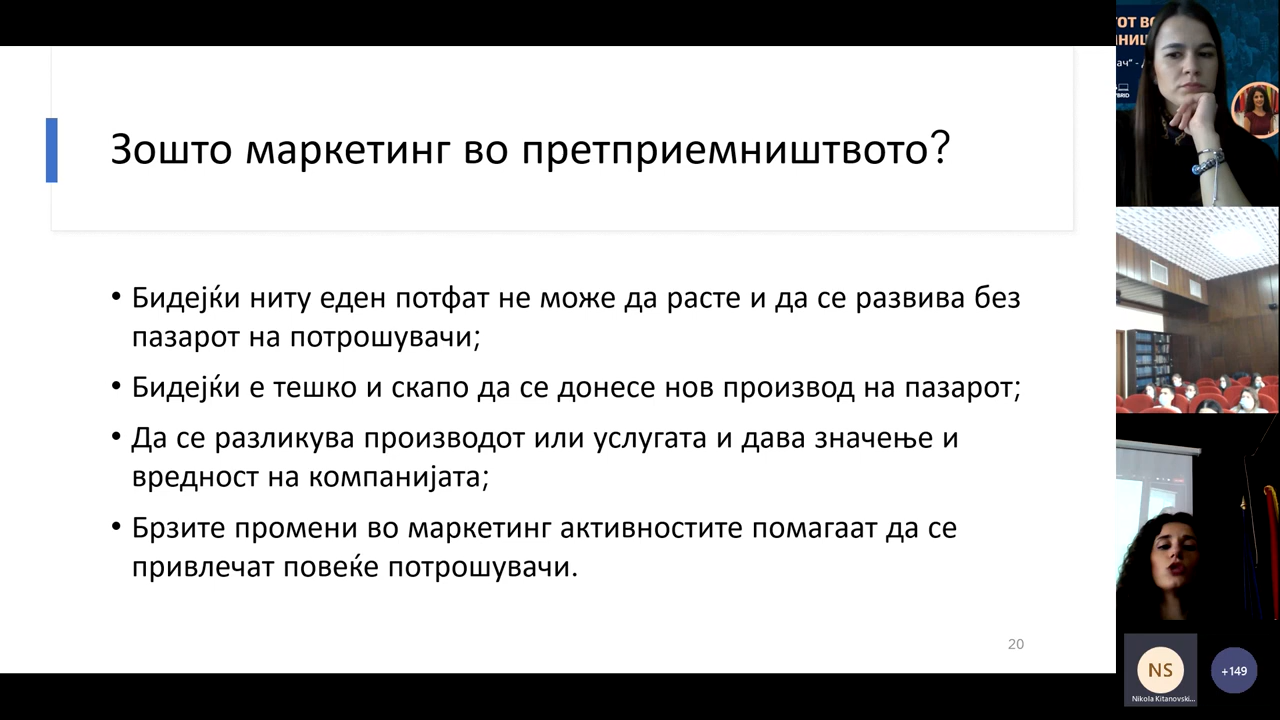 Зошто маркетинг во претприемништвото?
• Бидејќи ниту еден потфат не може да расте и да се развива без
пазарот на потрошувачи;
• Бидејќи е тешко и скапо да се донесе нов производ на пазарот;
• Да се разликува производот или услугата и дава значење и
вредност на компанијата;
• Брзите промени во маркетинг активностите помагаат да се
привлечат повеќе потрошувачи.
20
NS
Nikola Kitanovski...
+149